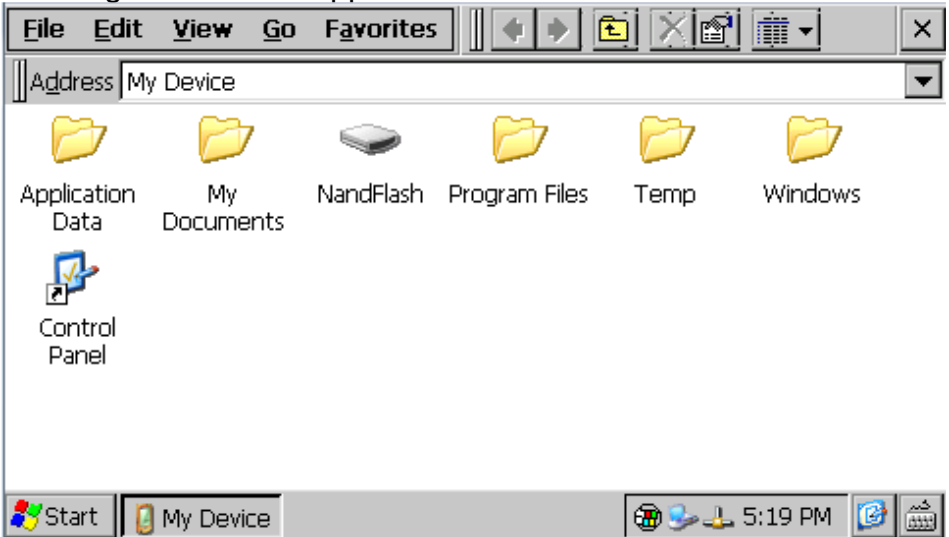 File Edit View Go Favorites
Address My Device
Application Data
My Documents
NandFlash
Program Files
Temp
Windows
Control Panel
Start
My Device
5:19 PM